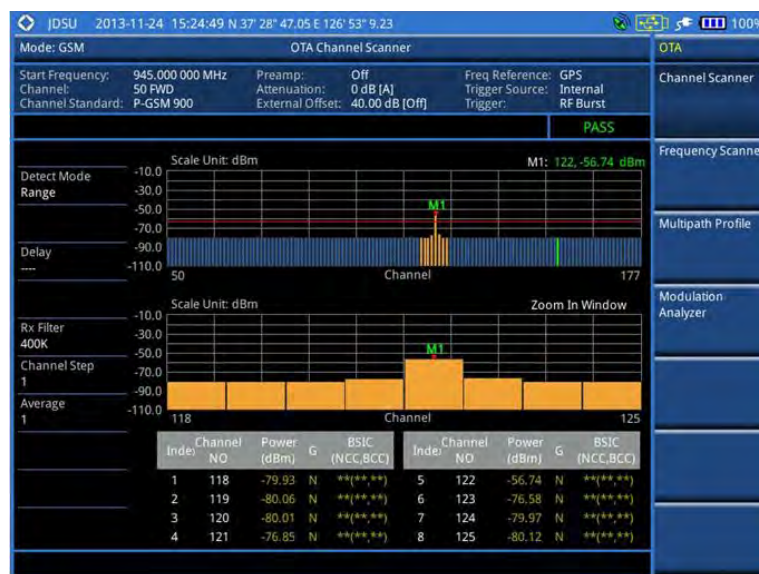 JDSU 2013-11-24 15:24:49 N 37' 28" 47.05 E 126' 53" 9.23 100%
Mode: GSM OTA Channel Scanner OTA
Start Frequency: 945.000 000 MHz Preamp: Off Freq Reference: GPS
Channel: 50 FWD Attenuation: 0 dB [A] Trigger Source: Internal
Channel Standard: P-GSM 900 External Offset: 40.00 dB [Off] Trigger: RF Burst
PASS
Channel Scanner
Frequency Scanne
Multipath Profile
Modulation
Analyzer
Detect Mode
Range
Delay
----
Rx Filter
400K
Channel Step
1
Average
1
Scale Unit: dBm M1: 122, -56.74 dBm
-10.0
-30.0
-50.0
-70.0
-90.0
-110.0
M1
50 Channel 177
Scale Unit: dBm Zoom In Window
-10.0
-30.0
-50.0
-70.0
-90.0
-110.0
M1
118 Channel 125
Inde Channel NO Power (dBm) G BSIC (NCC,BCC) Inde Channel NO Power (dBm) G BSIC (NCC,BCC)
1 118 -79.93 N **(**,**) 5 122 -56.74 N **(**,**)
2 119 -80.06 N **(**,**) 6 123 -76.58 N **(**,**)
3 120 -80.01 N **(**,**) 7 124 -79.97 N **(**,**)
4 121 -76.85 N **(**,**) 8 125 -80.12 N **(**,**)